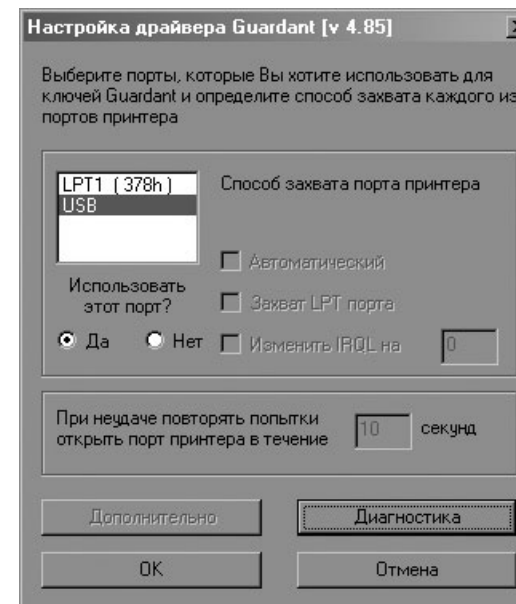 Настройка драйвера Guardant [v 4.85]
Выберите порты, которые Вы хотите использовать для
ключей Guardant и определите способ захвата каждого из
портов принтера
LPT1 ( 378h )
USB
Способ захвата порта принтера
Автоматический
Использовать
этот порт?
Захват LPT порта
Да
Нет
Изменить IRQL на
0
При неудаче повторять попытки
открыть порт принтера в течение
10
секунд
Дополнительно
Диагностика
OK
Отмена